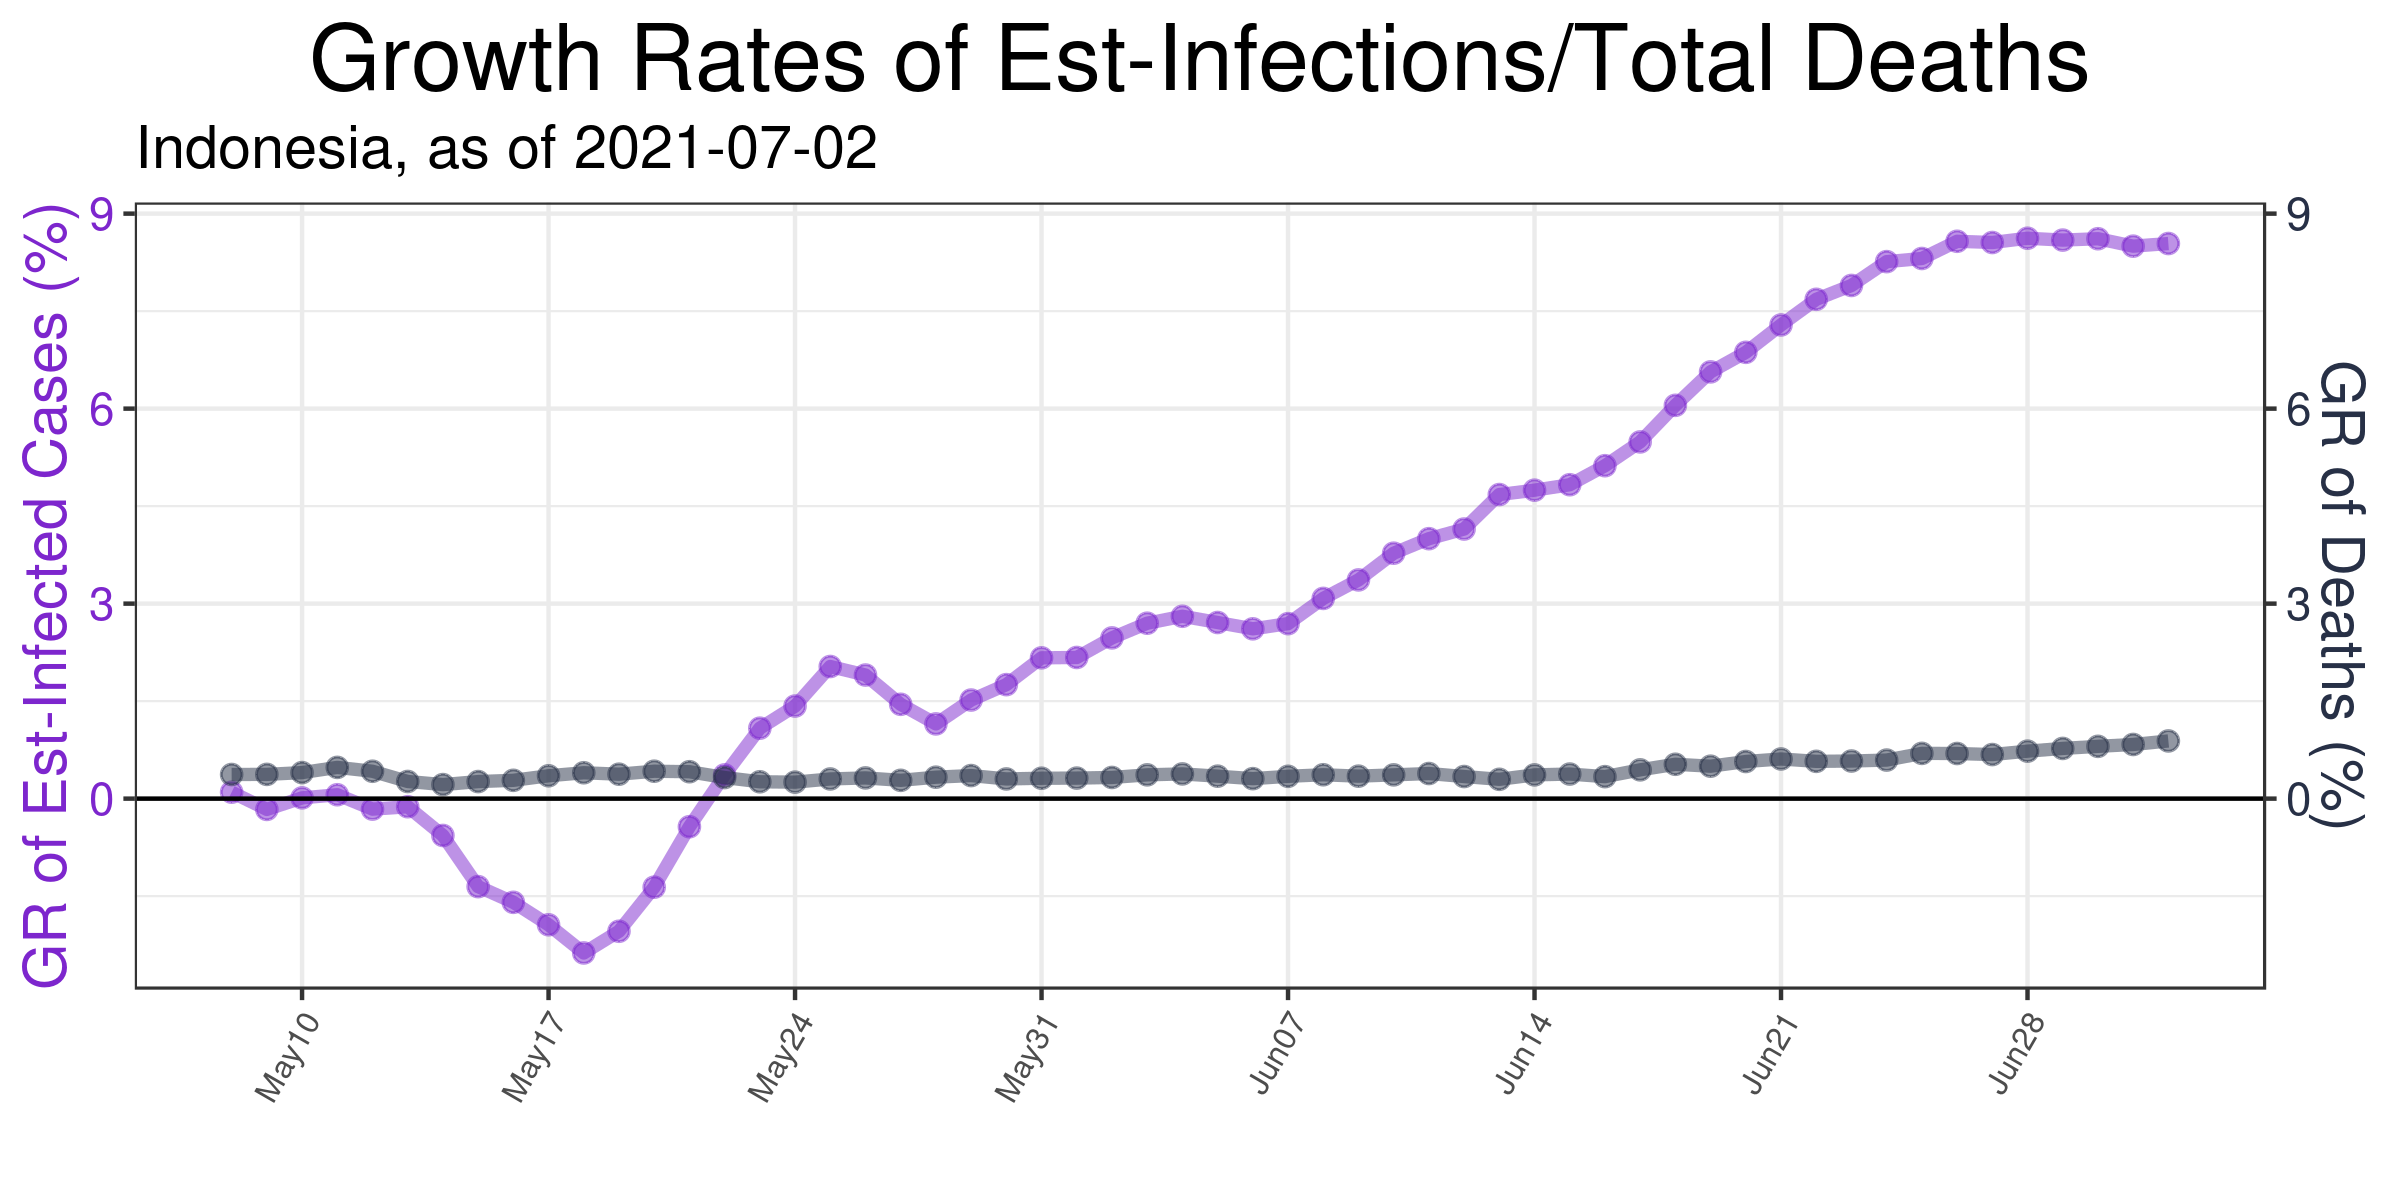 Growth Rates of Est-Infections/Total Deaths
Indonesia, as of 2021-07-02
GR of Est-Infected Cases (%)
9
6
3
0
9
6
3
0
GR of Deaths (%)
May10
May17
May24
May31
Jun07
Jun14
Jun21
Jun28